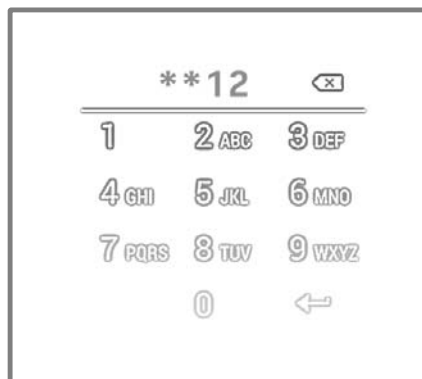 **12
1 2 ABC 3 DEF
4 GHI 5 JKL 6 MNO
7 PQRS 8 TUV 9 WXYZ
0